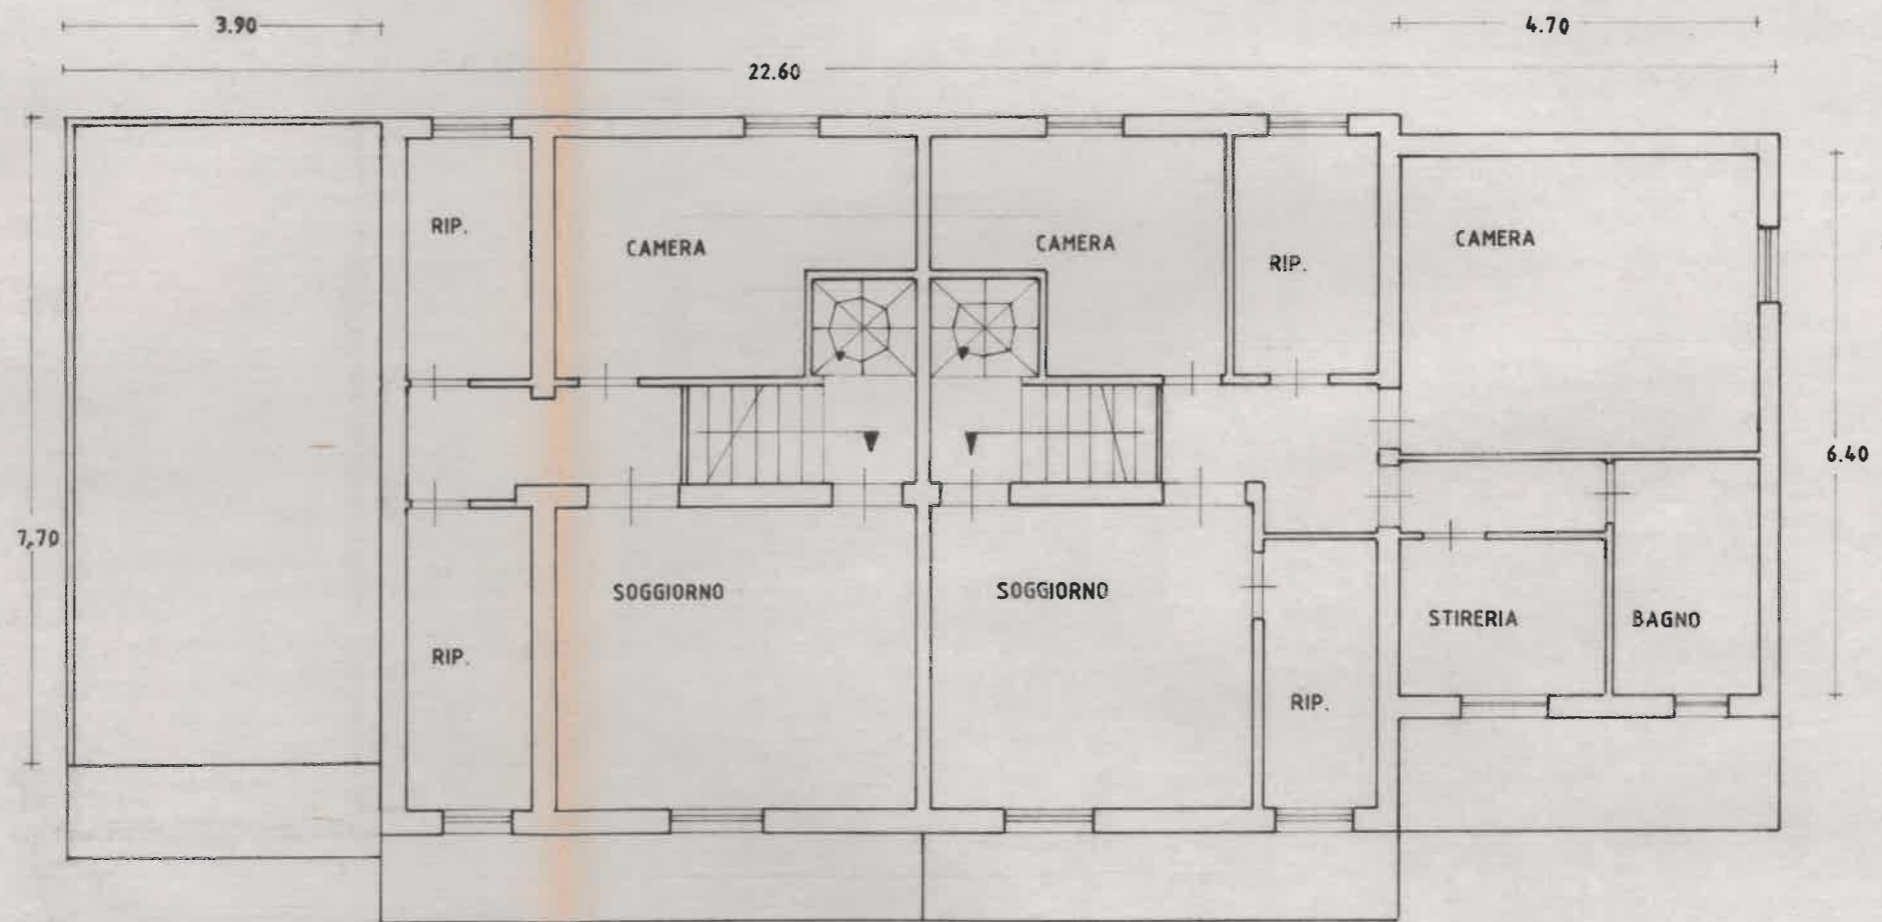 3.90
4.70
22.60
RIP.
CAMERA
CAMERA
RIP.
CAMERA
6.40
7.70
SOGGIORNO
SOGGIORNO
STIRERIA
BAGNO
RIP.
RIP.